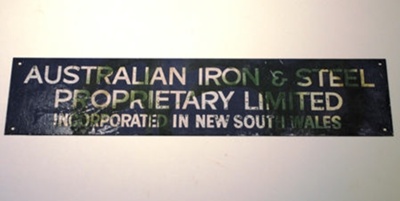 AUSTRALIAN IRON & STEEL
PROPRIETARY LIMITED
INCORPORATED IN NEW SOUTH WALES